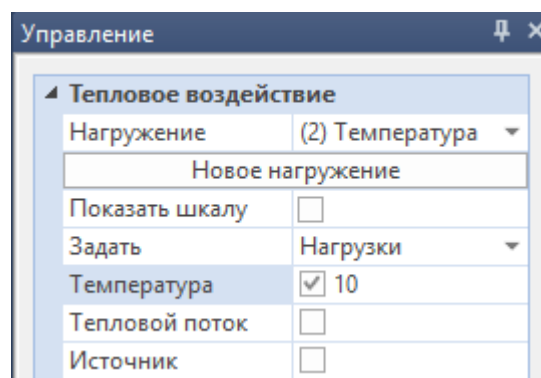 Управление
Тепловое воздействие
Нагружение (2) Температура
Новое нагружение
Показать шкалу
Задать Нагрузки
Температура 10
Тепловой поток
Источник